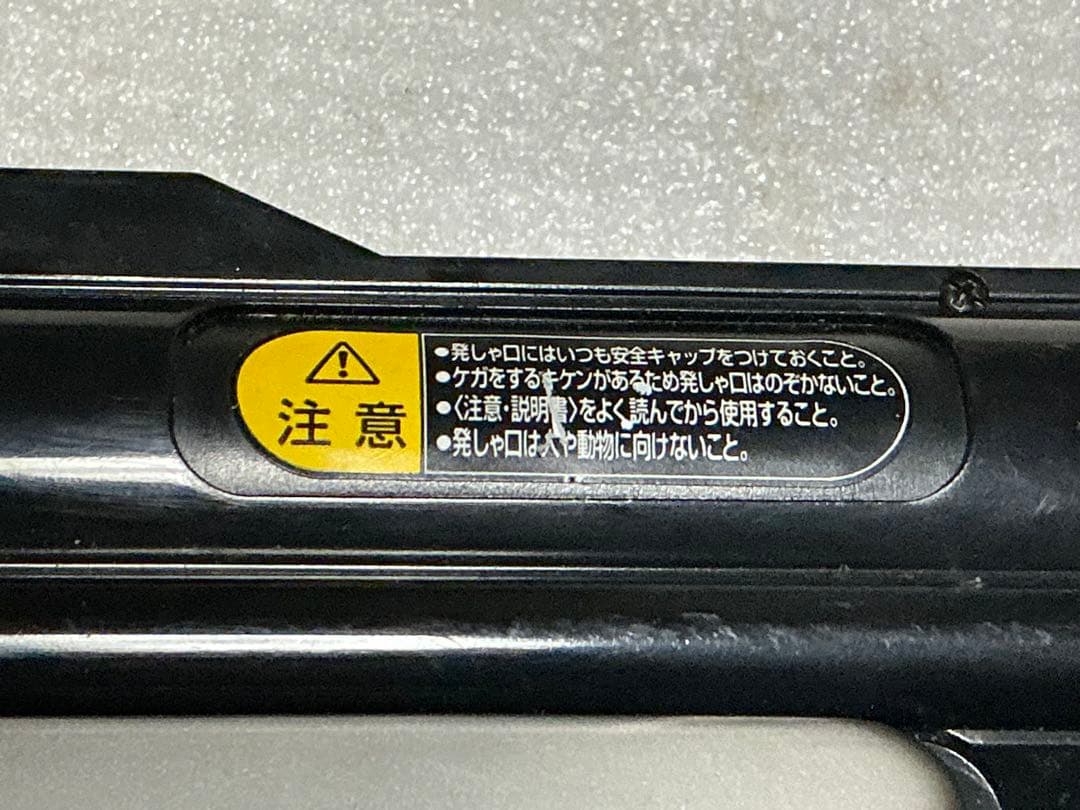 注意
●発しゃ口にはいつも安全キャップをつけておくこと。
●ケガをするキケンがあるため発しゃ口はのぞかないこと。
●〈注意・説明書〉をよく読んでから使用すること。
●発しゃ口は人や動物に向けないこと。